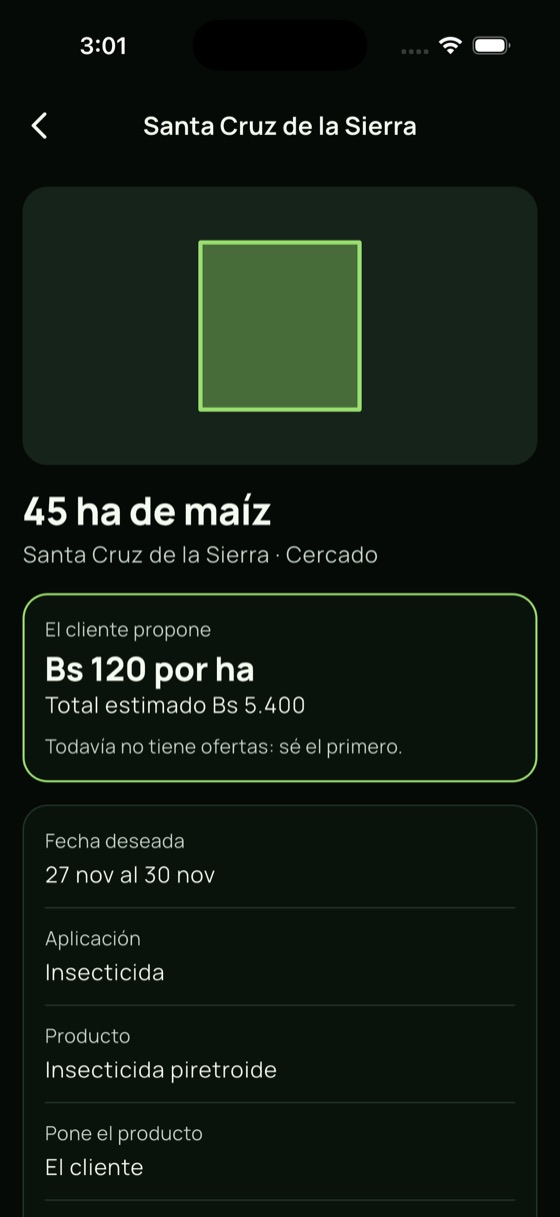 3:01
Santa Cruz de la Sierra
45 ha de maíz
Santa Cruz de la Sierra · Cercado
El cliente propone
Bs 120 por ha
Total estimado Bs 5.400
Todavía no tiene ofertas: sé el primero.
Fecha deseada
27 nov al 30 nov
Aplicación
Insecticida
Producto
Insecticida piretroide
Pone el producto
El cliente